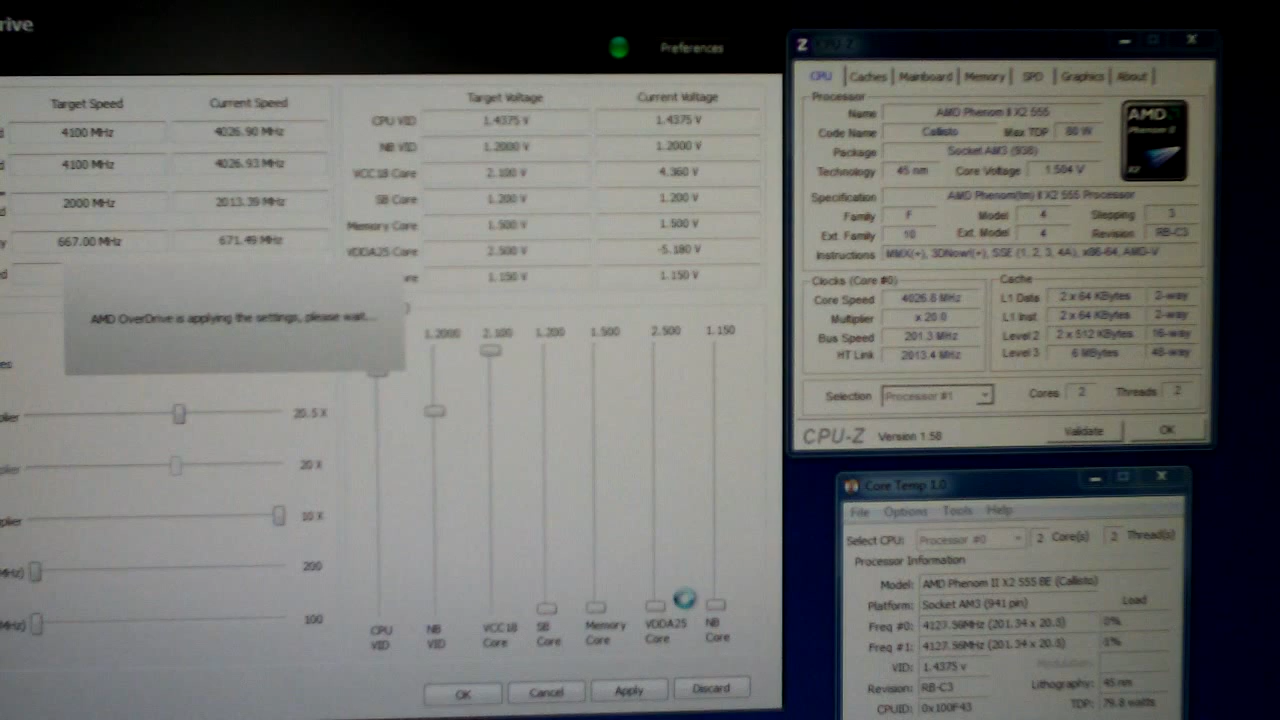 rive
Preferences
Target Speed Current Speed
4100 MHz 4026.90 MHz
4100 MHz 4026.93 MHz
2000 MHz 2013.39 MHz
667.00 MHz 671.49 MHz
Target Voltage Current Voltage
CPU VID 1.4375 V 1.4375 V
NB VID 1.2000 V 1.2000 V
VCC18 Core 2.100 V 4.360 V
SB Core 1.200 V 1.200 V
Memory Core 1.500 V 1.500 V
VDDA25 Core 2.500 V -5.180 V
ore 1.150 V 1.150 V
AMD OverDrive is applying the settings, please wait...
1.2000 2.100 1.200 1.500 2.500 1.150
plier 20.5 X
plier 20 X
plier 10 X
MHz) 200
MHz) 100
CPU VID
NB VID
VCC18 Core
SB Core
Memory Core
VDDA25 Core
NB Core
OK Cancel Apply Discard
CPU-Z
CPU Caches Mainboard Memory SPD Graphics About
Processor
Name AMD Phenom II X2 555
Code Name Callisto Max TDP 80 W
Package Socket AM3 (938)
Technology 45 nm Core Voltage 1.504 V
AMD
Phenom II
X2
Specification AMD Phenom(tm) II X2 555 Processor
Family F Model 4 Stepping 3
Ext. Family 10 Ext. Model 4 Revision RB-C3
Instructions MMX(+), 3DNow!(+), SSE (1, 2, 3, 4A), x86-64, AMD-V
Clocks (Core #0)
Core Speed 4026.8 MHz
Multiplier x 20.0
Bus Speed 201.3 MHz
HT Link 2013.4 MHz
Cache
L1 Data 2 x 64 KBytes 2-way
L1 Inst. 2 x 64 KBytes 2-way
Level 2 2 x 512 KBytes 16-way
Level 3 6 MBytes 48-way
Selection Processor #1 Cores 2 Threads 2
CPU-Z Version 1.58 Validate OK
Core Temp 1.0
File Options Tools Help
Select CPU: Processor #0 2 Core(s) 2 Thread(s)
Processor Information
Model: AMD Phenom II X2 555 BE (Callisto)
Platform: Socket AM3 (941 pin) Load
Freq #0: 4127.56MHz (201.34 x 20.5) 0%
Freq #1: 4127.56MHz (201.34 x 20.5)
VID: 1.4375 v Modulation:
Revision: RB-C3 Lithography: 45 nm
CPUID: 0x100F43 TDP: 79.8 watts